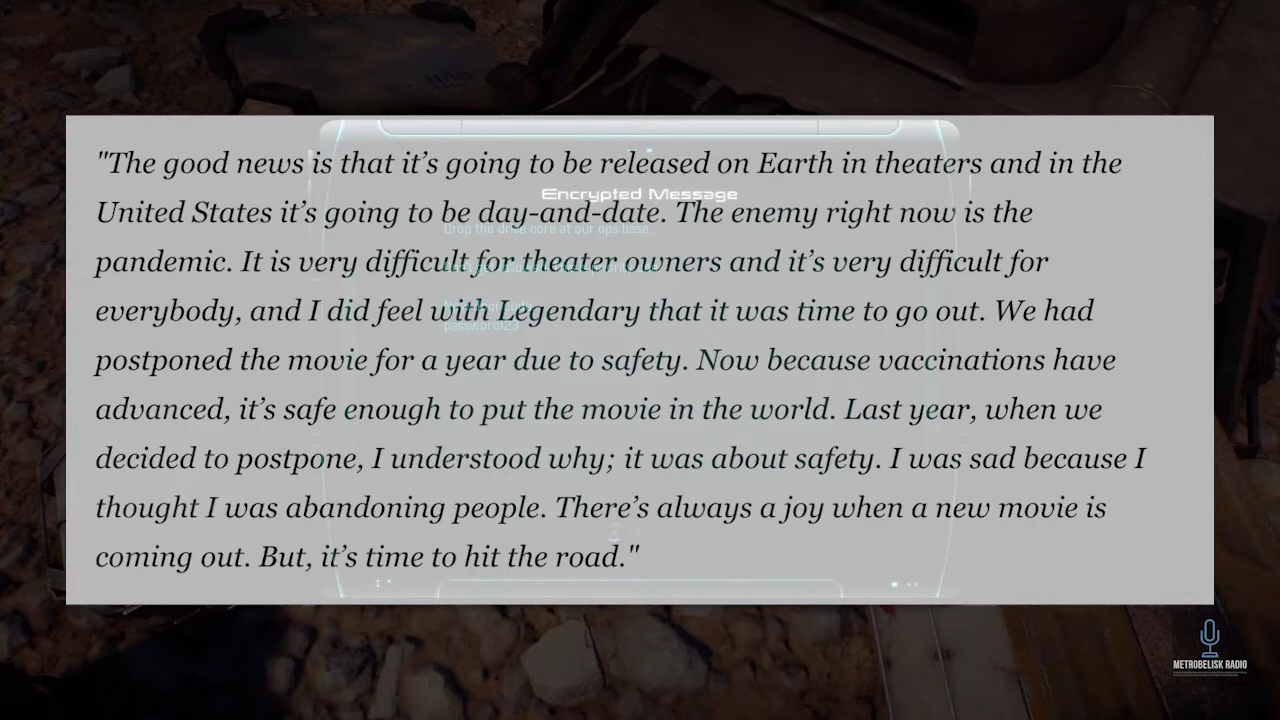 "The good news is that it's going to be released on Earth in theaters and in the
Encrypted Message
United States it's going to be day-and-date. The enemy right now is the
Drop the drive core at our ops base
pandemic. It is very difficult for theater owners and it's very difficult for
everybody, and I did feel with Legendary that it was time to go out. We had
password123
postponed the movie for a year due to safety. Now because vaccinations have
advanced, it's safe enough to put the movie in the world. Last year, when we
decided to postpone, I understood why; it was about safety. I was sad because I
thought I was abandoning people. There's always a joy when a new movie is
coming out. But, it's time to hit the road."
METROBELISK RADIO